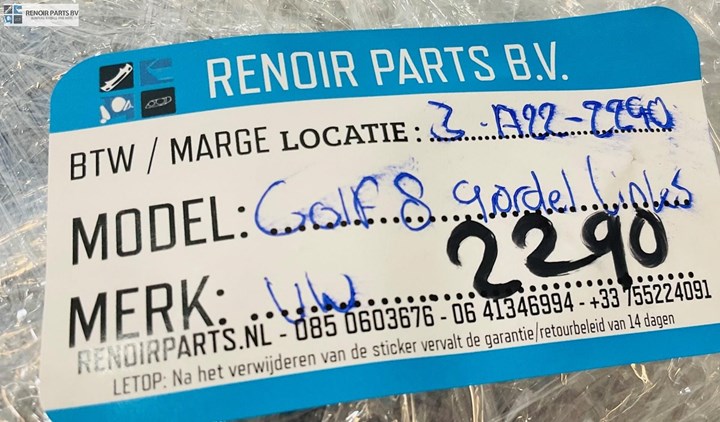 RENOIR PARTS BV
RENOIR PARTS B.V.
BTW / MARGE LOCATIE: 3-A22-2290
MODEL: Golf 8 gordel links
2290
MERK: VW
RENOIRPARTS.NL - 085 0603676 - 06 41346994 - +33 755224091
LETOP: Na het verwijderen van de sticker vervalt de garantie/retourbeleid van 14 dagen